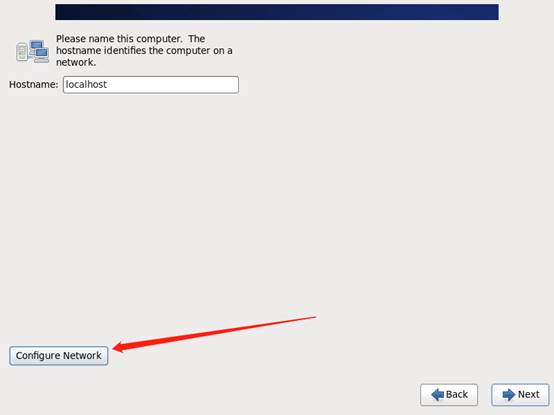 Please name this computer.  The
hostname identifies the computer on a
network.
Hostname: localhost
Configure Network
Back Next